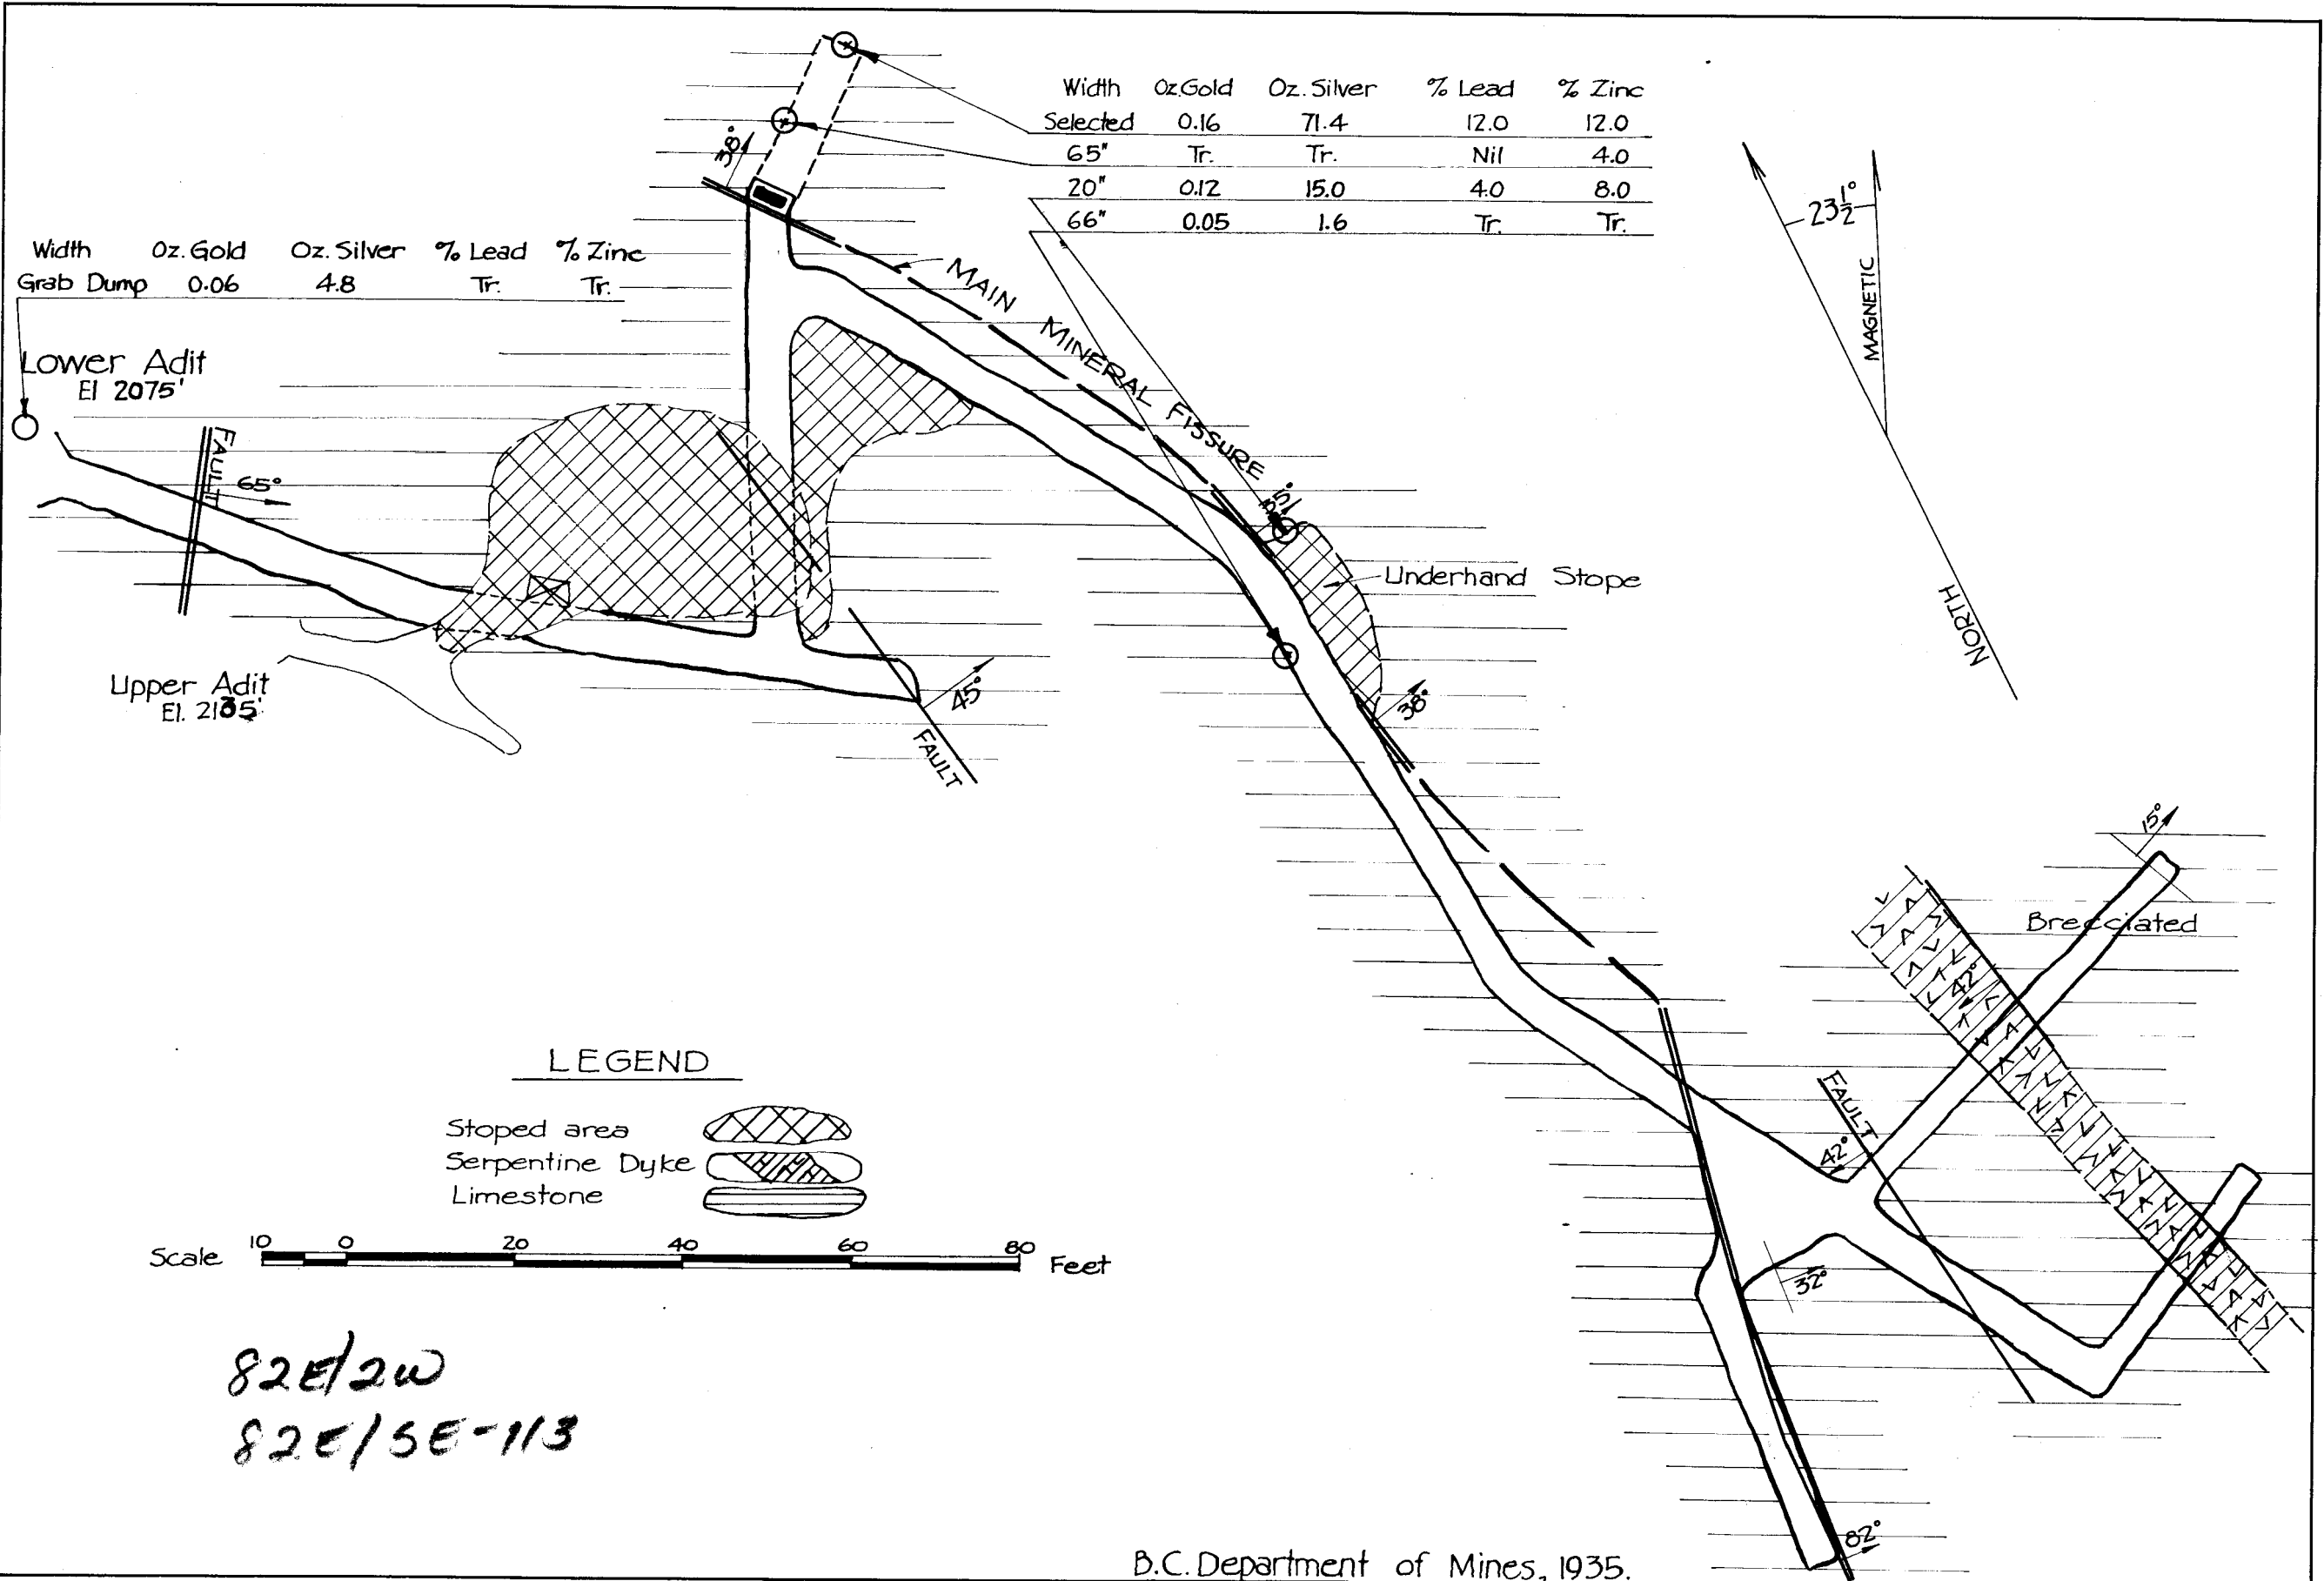 Width Oz.Gold Oz. Silver % Lead % Zinc
Selected 0.16 71.4 12.0 12.0
65" Tr. Tr. Nil 4.0
20" 0.12 15.0 4.0 8.0
66" 0.05 1.6 Tr. Tr.
38°
23½°
MAGNETIC
NORTH
Width Oz. Gold Oz. Silver % Lead % Zinc
Grab Dump 0.06 4.8 Tr. Tr.
MAIN MINERAL FISSURE
Lower Adit
El 2075'
FAULT
65°
35°
Underhand Stope
Upper Adit
El.
45°
FAULT
38°
15°
Brecciated
42°
FAULT
42°
32°
82°
LEGEND
Stoped area
Serpentine Dyke
Limestone
Scale 10 0 20 40 60 80 Feet
82E/2W
82E/SE-113
B.C. Department of Mines, 1935.